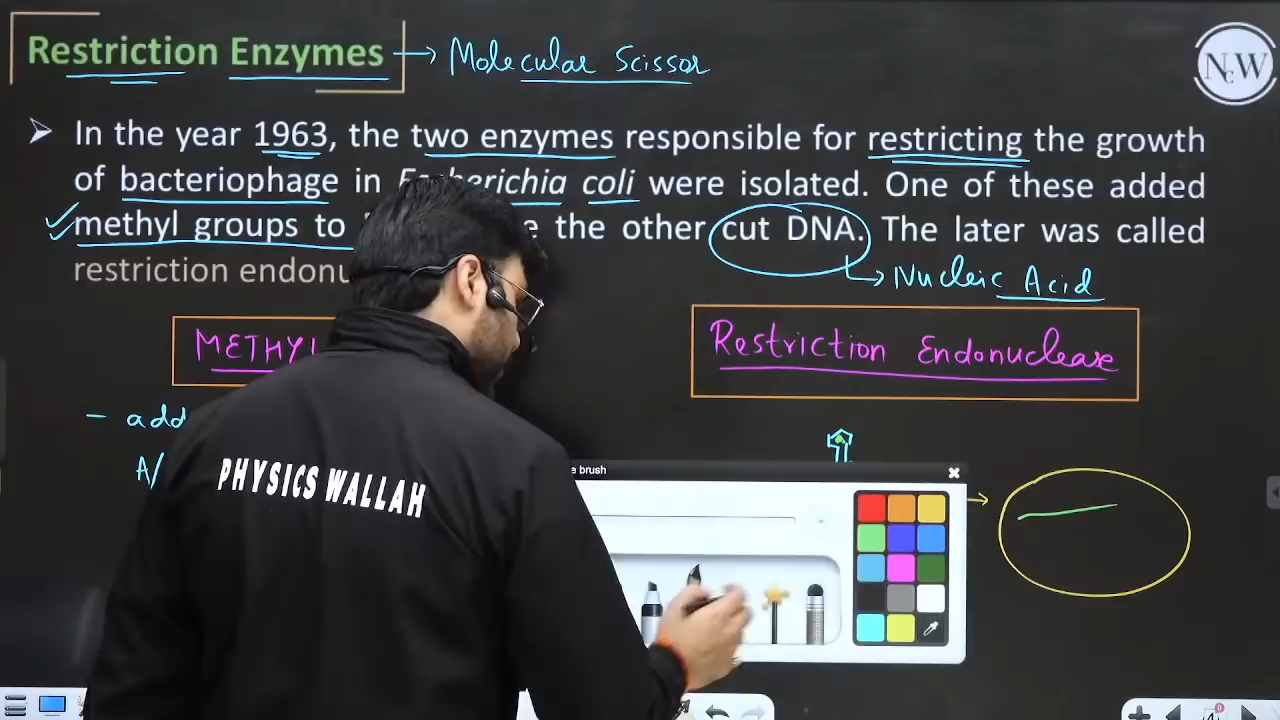 Restriction Enzymes → Molecular Scissor
NCW
➤ In the year 1963, the two enzymes responsible for restricting the growth
of bacteriophage in coli were isolated. One of these added
methyl groups to the other cut DNA. The later was called
restriction
Nucleic Acid
METHYL
Restriction Endonuclease
- add
A/
brush
PHYSICS WALLAH